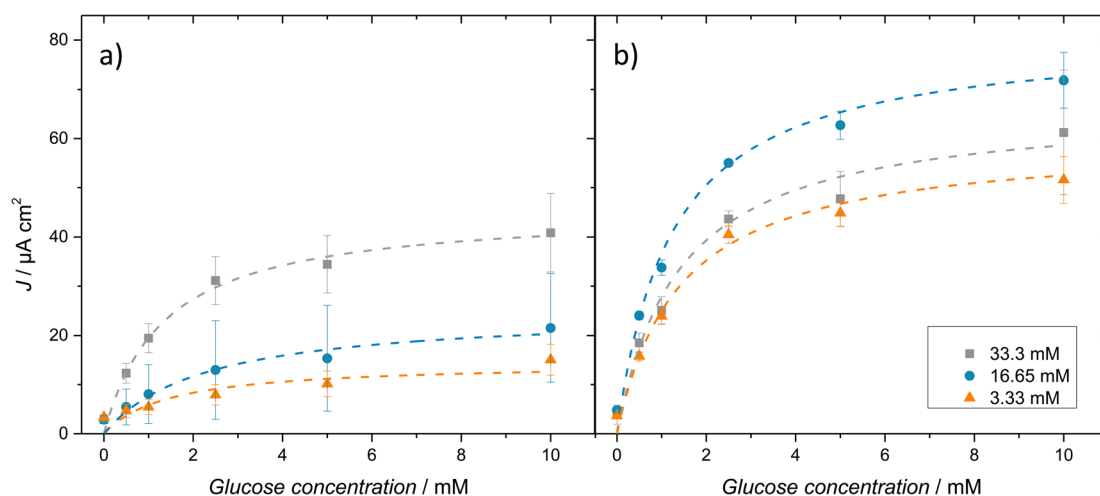 a)
b)
J / µA cm²
80
60
40
20
0
0 2 4 6 8 10
0 2 4 6 8 10
Glucose concentration / mM
Glucose concentration / mM
33.3 mM
16.65 mM
3.33 mM